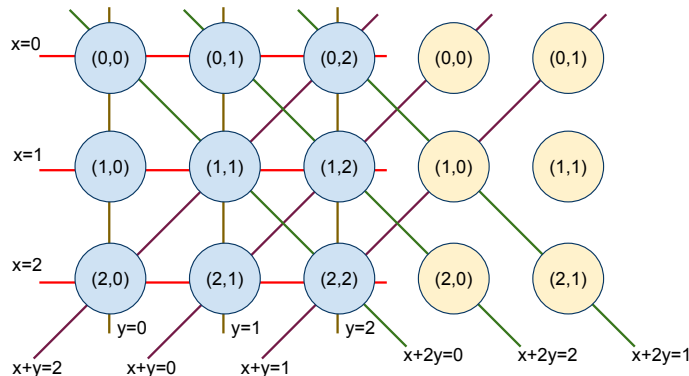 x=0
(0,0) (0,1) (0,2) (0,0) (0,1)
x=1
(1,0) (1,1) (1,2) (1,0) (1,1)
x=2
(2,0) (2,1) (2,2) (2,0) (2,1)
y=0 y=1 y=2
x+y=2 x+y=0 x+y=1 x+2y=0 x+2y=2 x+2y=1